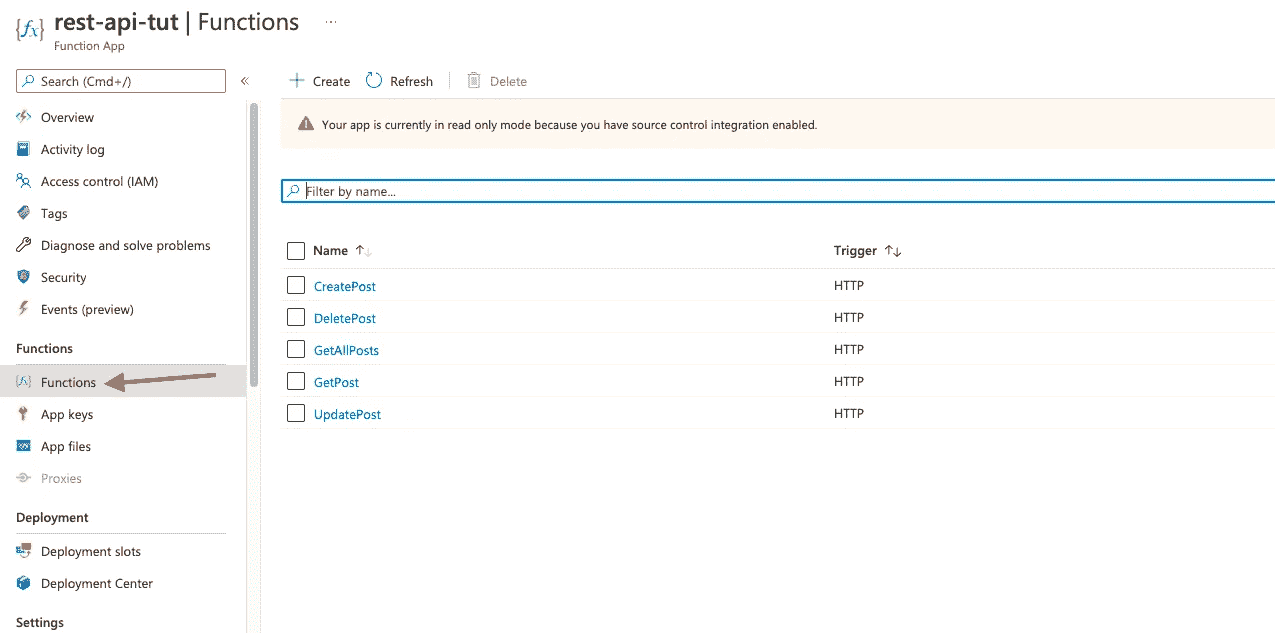 rest-api-tut | Functions ...
Function App
Search (Cmd+/)
«
Overview
Activity log
Access control (IAM)
Tags
Diagnose and solve problems
Security
Events (preview)
Functions
Functions
App keys
App files
Proxies
Deployment
Deployment slots
Deployment Center
Settings
Create Refresh Delete
Your app is currently in read only mode because you have source control integration enabled.
Filter by name...
Name Trigger
CreatePost HTTP
DeletePost HTTP
GetAllPosts HTTP
GetPost HTTP
UpdatePost HTTP